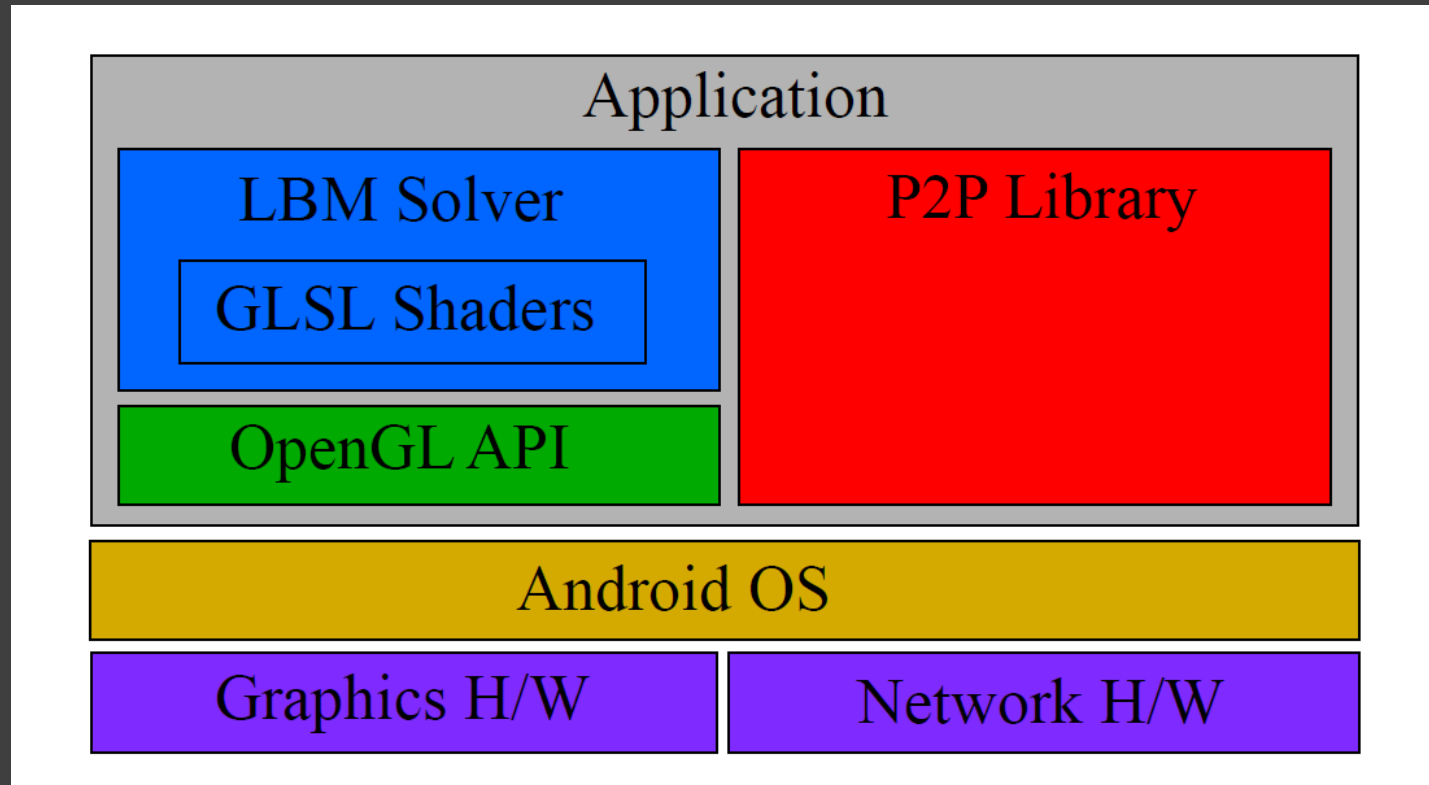 Application
LBM Solver
GLSL Shaders
OpenGL API
P2P Library
Android OS
Graphics H/W
Network H/W